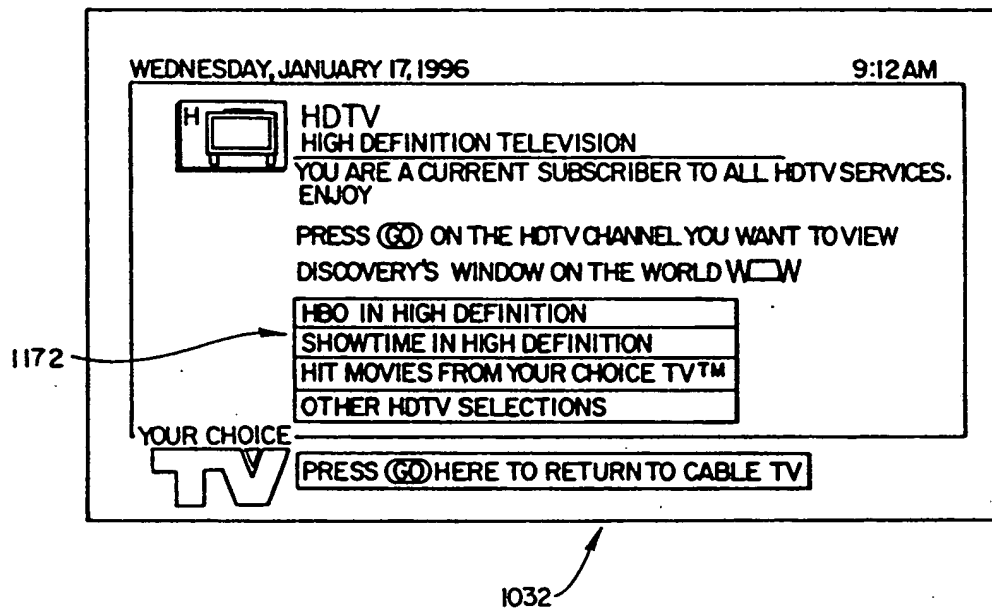 WEDNESDAY, JANUARY 17, 1996 9:12 AM
H
HDTV
HIGH DEFINITION TELEVISION
YOU ARE A CURRENT SUBSCRIBER TO ALL HDTV SERVICES.
ENJOY
PRESS GO ON THE HDTV CHANNEL YOU WANT TO VIEW
DISCOVERY'S WINDOW ON THE WORLD WOW
HBO IN HIGH DEFINITION
SHOWTIME IN HIGH DEFINITION
HIT MOVIES FROM YOUR CHOICE TV™
OTHER HDTV SELECTIONS
1172
YOUR CHOICE
TV
PRESS GO HERE TO RETURN TO CABLE TV
1032